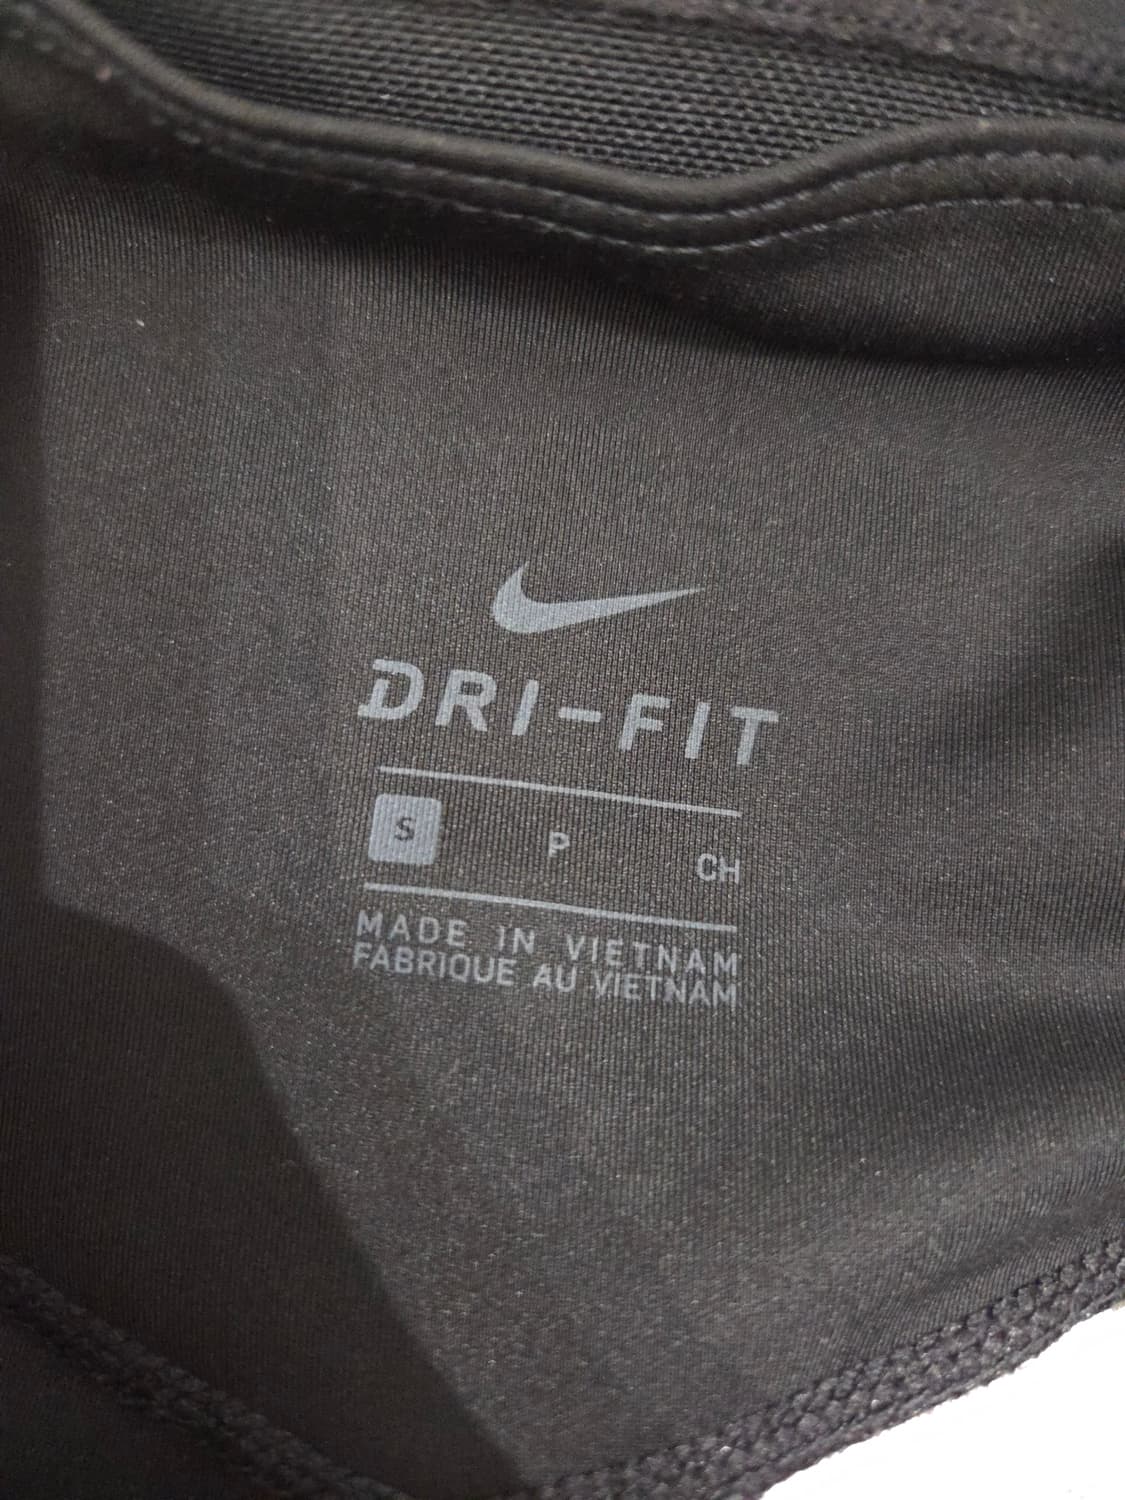 DRI-FIT
S P CH
MADE IN VIETNAM
FABRIQUE AU VIETNAM